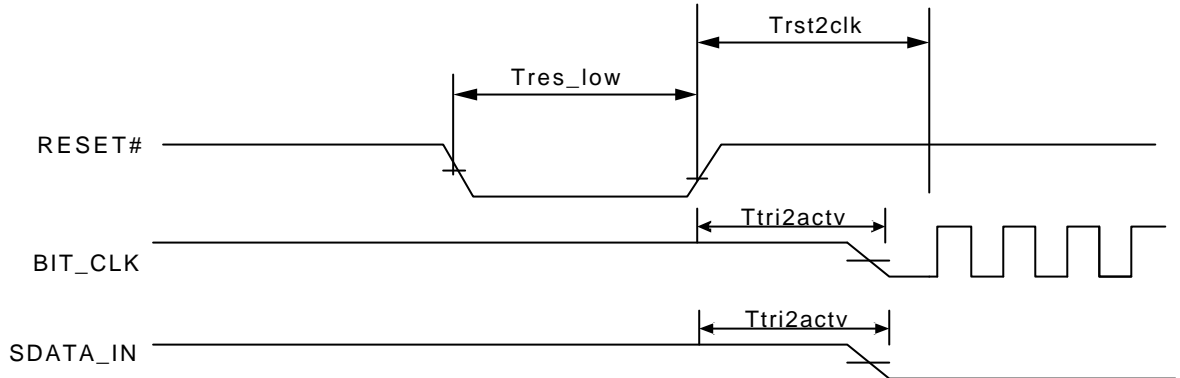 Trst2clk
Tres_low
RESET#
Ttri2actv
BIT_CLK
Ttri2actv
SDATA_IN